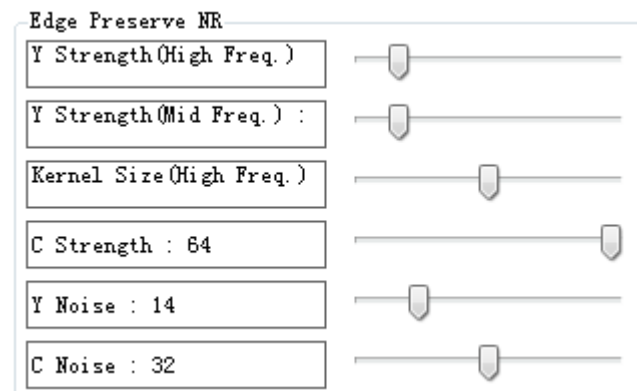 Edge Preserve NR
Y Strength(High Freq.)
Y Strength(Mid Freq.) :
Kernel Size(High Freq.)
C Strength : 64
Y Noise : 14
C Noise : 32